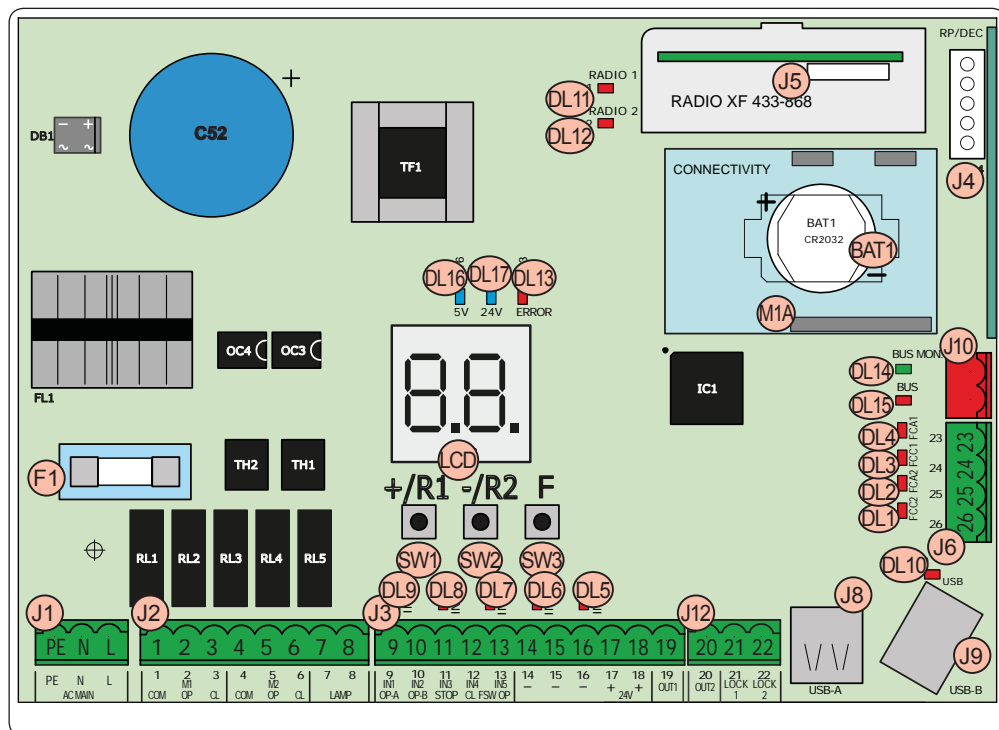 RP/DEC
J5
RADIO 1
DL11
1
RADIO XF 433-868
RADIO 2
DL12
2
DB1
C52
+
TF1
J4
CONNECTIVITY
+
BAT1
CR2032
BAT1
−
M1A
DL16
DL17
DL13
5V
24V
ERROR
FL1
OC4
OC3
8.8.
IC1
J10
DL14
BUS MON.
DL15
BUS
DL4
FCA1
23
23
DL3
FCC1
24
24
DL2
FCA2
25
25
DL1
FCC2
26
26
F1
TH2
TH1
LCD
+/R1
-/R2
F
RL1
RL2
RL3
RL4
RL5
SW1
SW2
SW3
J6
DL10
USB
DL9
DL8
DL7
DL6
DL5
J1
J2
J3
J12
J8
J9
PE N L
1 2 3 4 5 6 7 8
9 10 11 12 13 14 15 16 17 18 19
20 21 22
PE N L
AC MAIN
1 2 3 4 5 6 7 8
M1 M2
COM OP CL COM OP CL LAMP
9 10 11 12 13 14 15 16 17 18 19
IN1 IN2 IN3 IN4 IN5 − − − + + OUT1
OP-A OP-B STOP CL FSW OP 24V
20 21 22
OUT2 LOCK LOCK
1 2
USB-A
USB-B